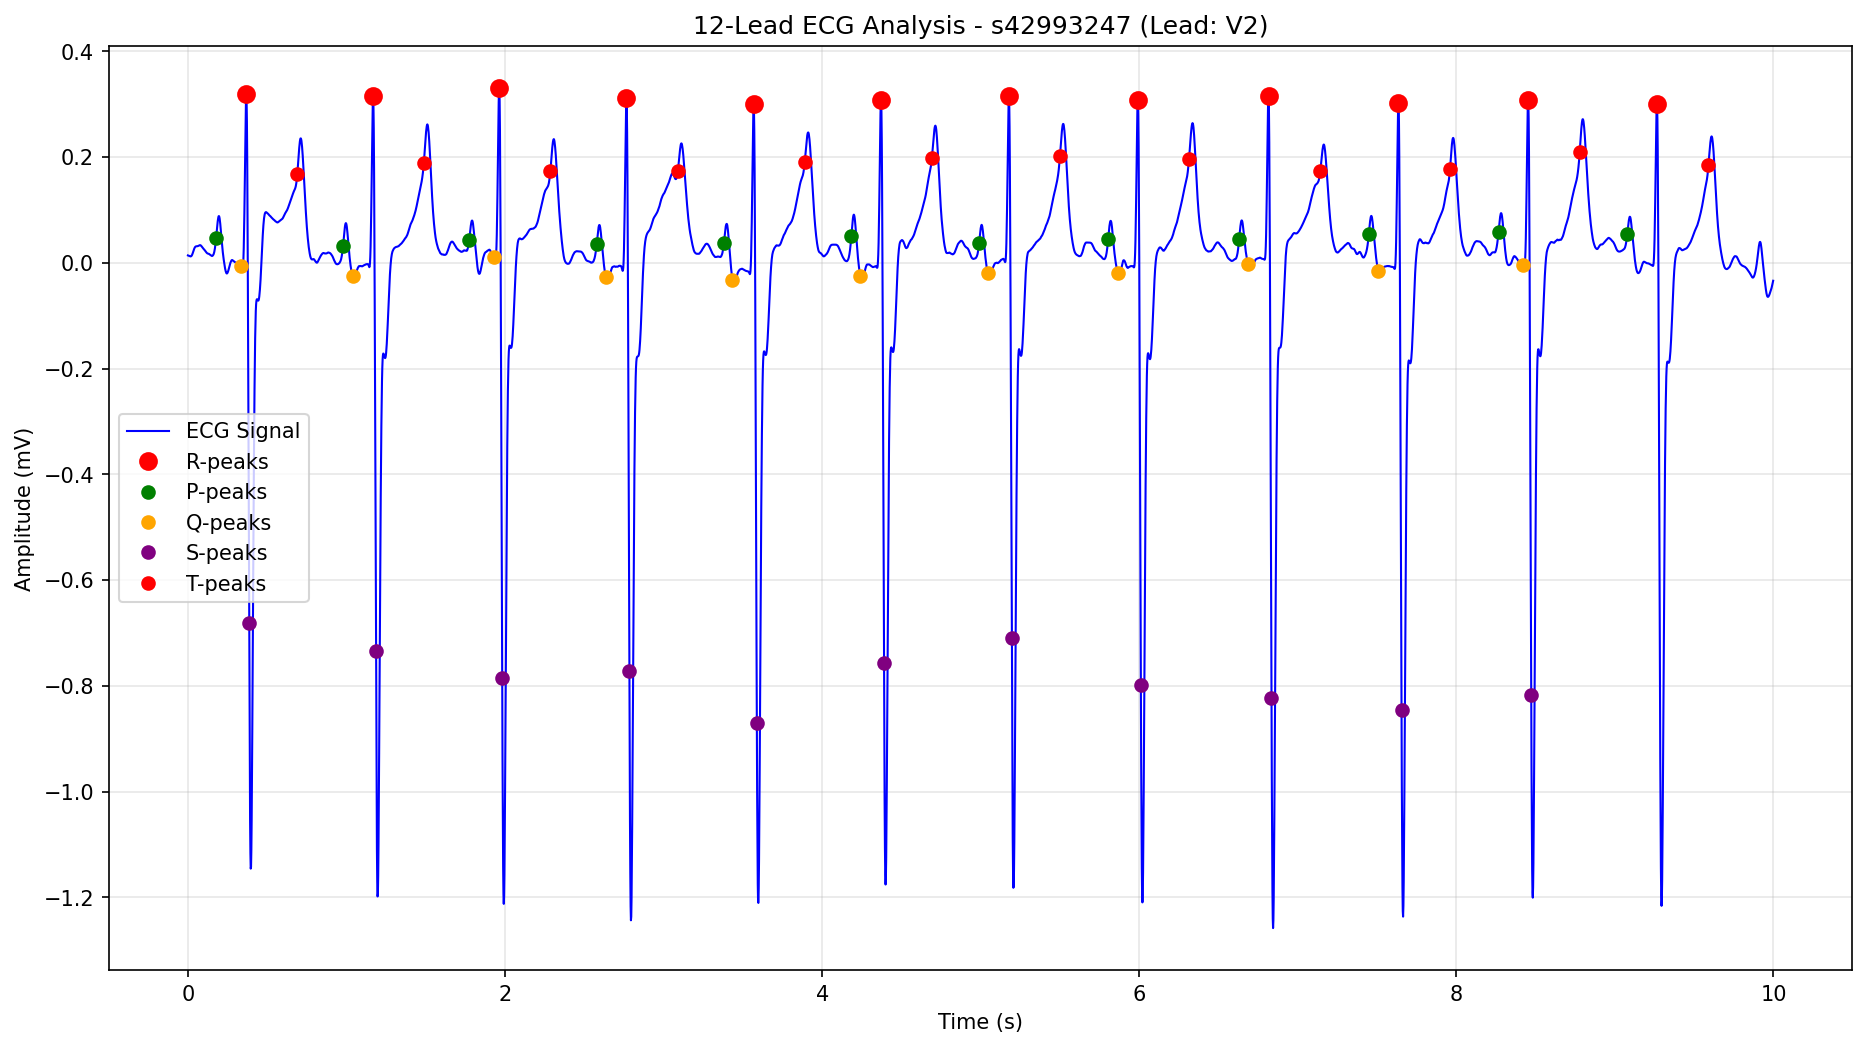 12-Lead ECG Analysis - s42993247 (Lead: V2)
0.4
0.2
0.0
−0.2
−0.4
−0.6
−0.8
−1.0
−1.2
Amplitude (mV)
ECG Signal
R-peaks
P-peaks
Q-peaks
S-peaks
T-peaks
0 2 4 6 8 10
Time (s)